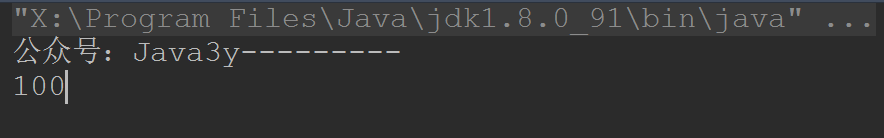 "X:\Program Files\Java\jdk1.8.0_91\bin\java" ...
公众号：Java3y---------
100